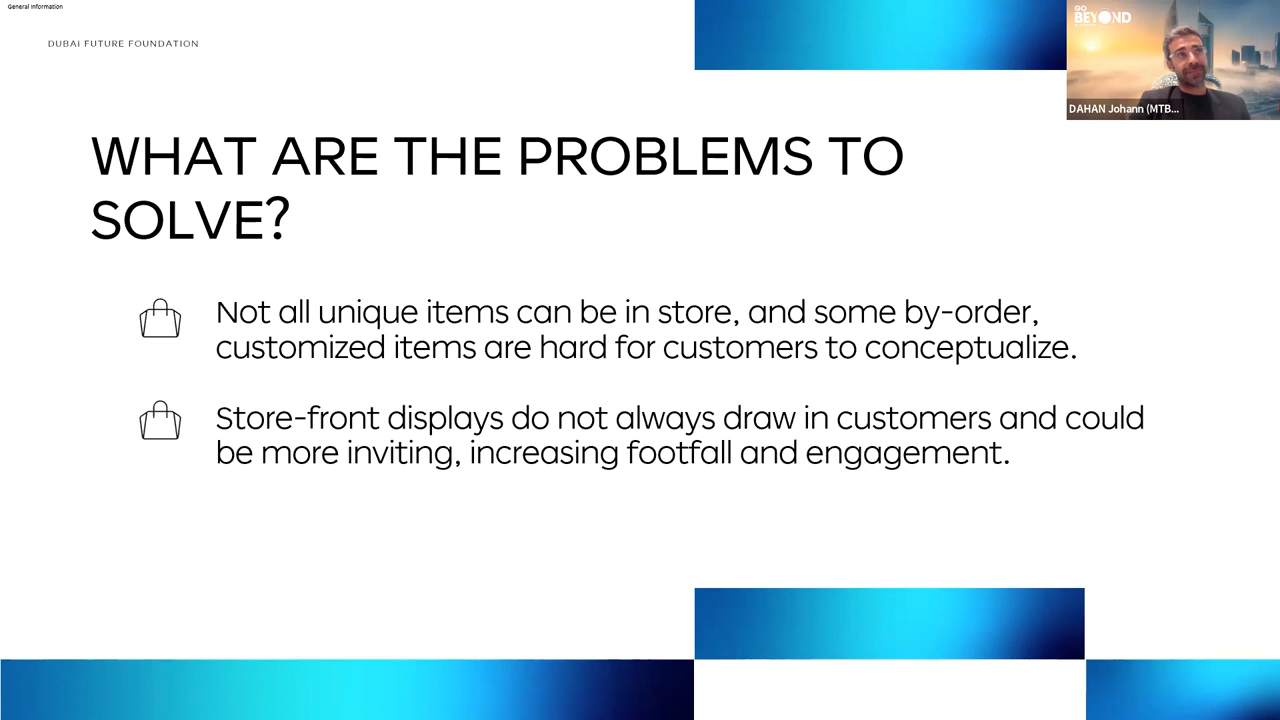 General Information
DUBAI FUTURE FOUNDATION
GO
BEYOND
DAHAN Johann (MTB...
WHAT ARE THE PROBLEMS TO
SOLVE?
Not all unique items can be in store, and some by-order,
customized items are hard for customers to conceptualize.
Store-front displays do not always draw in customers and could
be more inviting, increasing footfall and engagement.